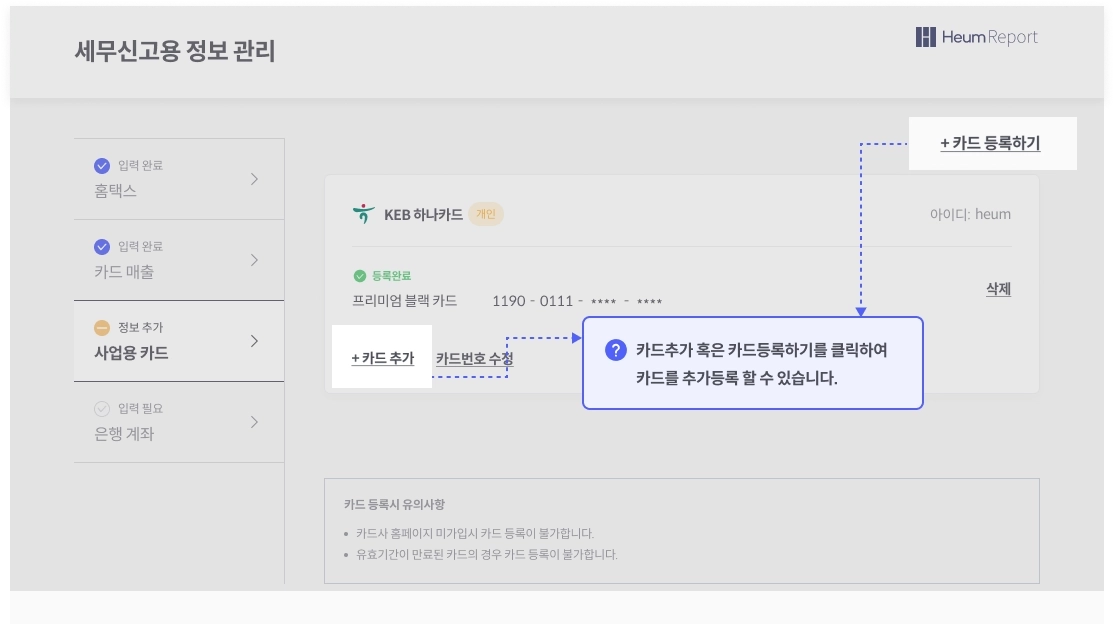 세무신고용 정보 관리
HeumReport
+ 카드 등록하기
입력 완료
홈택스
입력 완료
카드 매출
정보 추가
사업용 카드
입력 필요
은행 계좌
KEB 하나카드 개인
아이디: heum
등록완료
프리미엄 블랙 카드 1190 - 0111 - **** - ****
삭제
+ 카드 추가 카드번호 수정
? 카드추가 혹은 카드등록하기를 클릭하여
카드를 추가등록 할 수 있습니다.
카드 등록시 유의사항
• 카드사 홈페이지 미가입시 카드 등록이 불가합니다.
• 유효기간이 만료된 카드의 경우 카드 등록이 불가합니다.